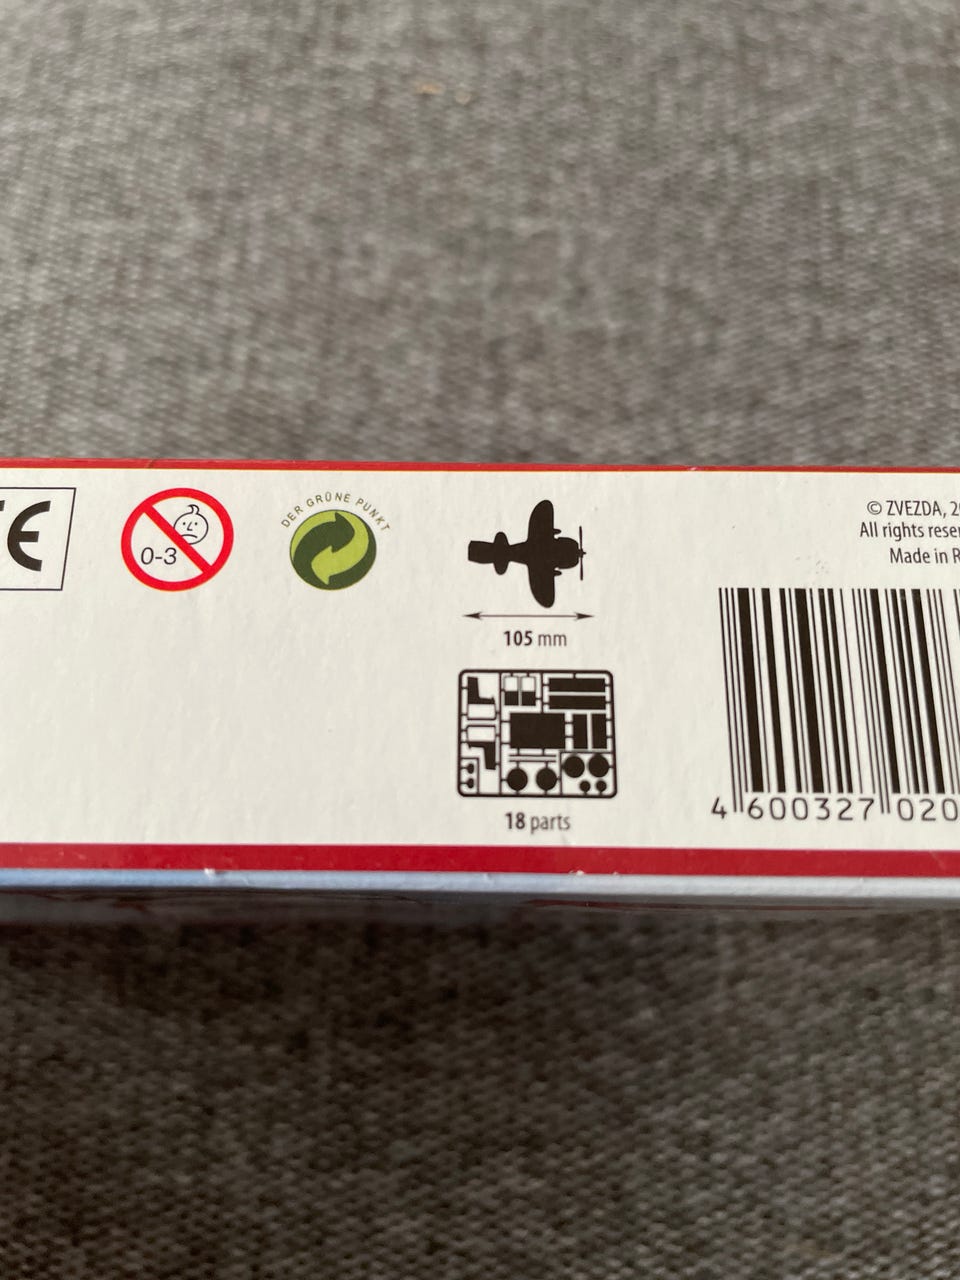 CE
0-3
DER GRÜNE PUNKT
105 mm
18 parts
© ZVEZDA, 
All rights 
Made in 
4 600327 020